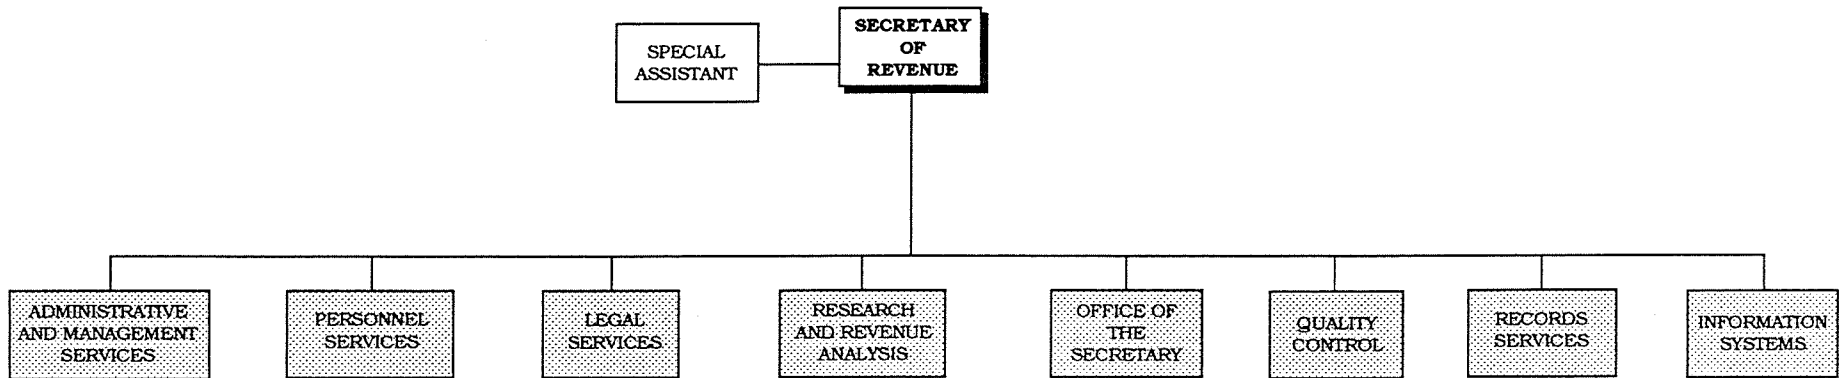 SPECIAL
ASSISTANT
SECRETARY
OF
REVENUE
ADMINISTRATIVE
AND MANAGEMENT
SERVICES
PERSONNEL
SERVICES
LEGAL
SERVICES
RESEARCH
AND REVENUE
ANALYSIS
OFFICE OF
THE
SECRETARY
QUALITY
CONTROL
RECORDS
SERVICES
INFORMATION
SYSTEMS